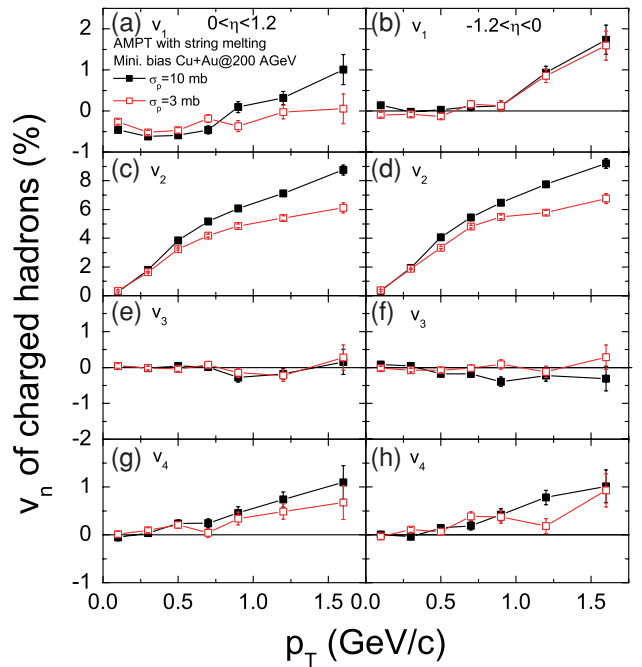 (a) v1 0<η<1.2
AMPT with string melting
Mini. bias Cu+Au@200 AGeV
σp=10 mb
σp=3 mb
2
1
0
-1
(b) v1 -1.2<η<0
(c) v2
8
6
4
2
0
(d) v2
(e) v3
1
0
-1
-2
(f) v3
(g) v4
1
0
-1
(h) v4
0.0 0.5 1.0 1.5 0.0 0.5 1.0 1.5
vn of charged hadrons (%)
pT (GeV/c)